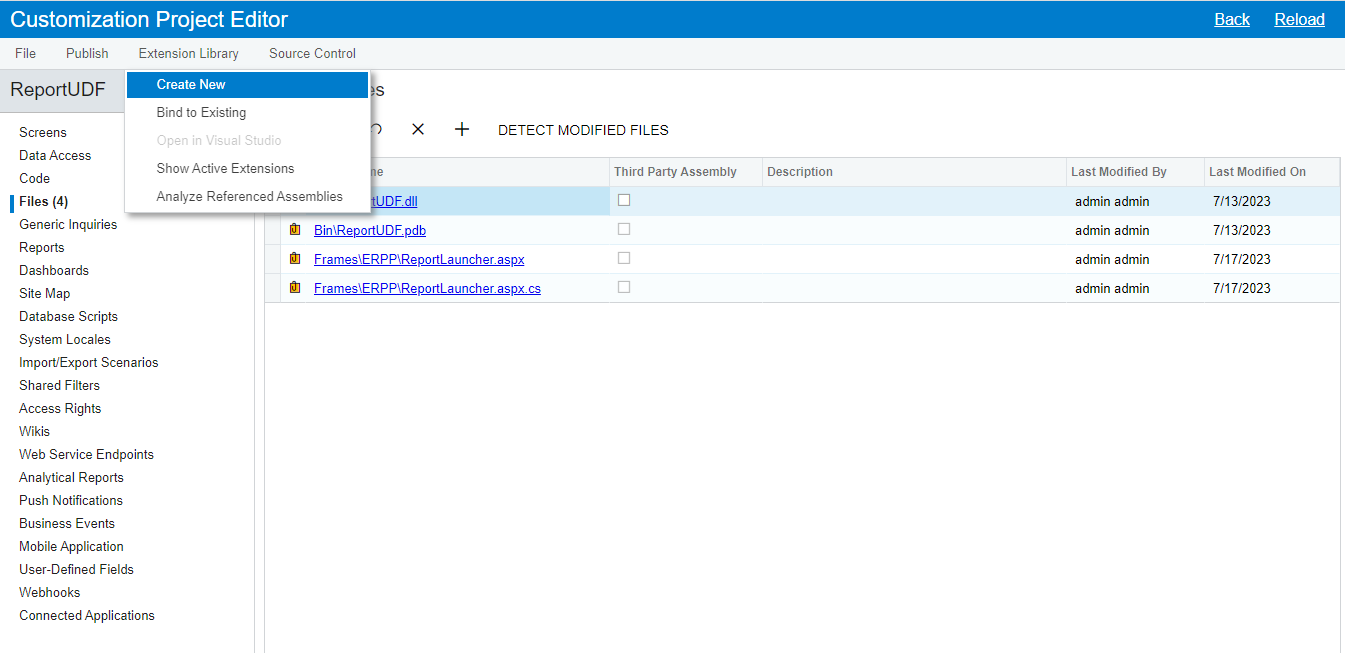 Customization Project Editor Back Reload
File Publish Extension Library Source Control
ReportUDF
Create New
Bind to Existing
Open in Visual Studio
Show Active Extensions
Analyze Referenced Assemblies
DETECT MODIFIED FILES
Screens
Data Access
Code
Files (4)
Generic Inquiries
Reports
Dashboards
Site Map
Database Scripts
System Locales
Import/Export Scenarios
Shared Filters
Access Rights
Wikis
Web Service Endpoints
Analytical Reports
Push Notifications
Business Events
Mobile Application
User-Defined Fields
Webhooks
Connected Applications
Third Party Assembly Description Last Modified By Last Modified On
tUDF.dll admin admin 7/13/2023
Bin\ReportUDF.pdb admin admin 7/13/2023
Frames\ERPP\ReportLauncher.aspx admin admin 7/17/2023
Frames\ERPP\ReportLauncher.aspx.cs admin admin 7/17/2023